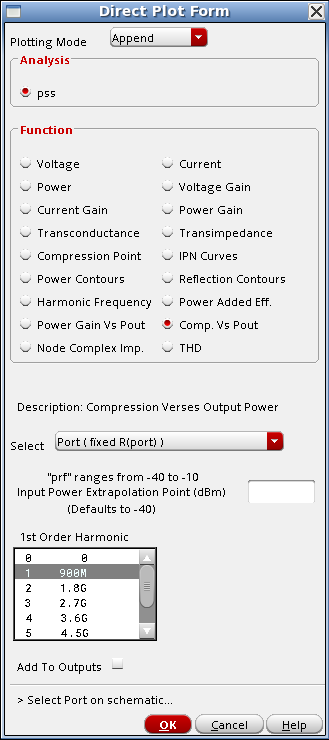 Direct Plot Form
Plotting Mode Append
Analysis
pss
Function
Voltage Current
Power Voltage Gain
Current Gain Power Gain
Transconductance Transimpedance
Compression Point IPN Curves
Power Contours Reflection Contours
Harmonic Frequency Power Added Eff.
Power Gain Vs Pout Comp. Vs Pout
Node Complex Imp. THD
Description: Compression Verses Output Power
Select Port ( fixed R(port) )
"prf" ranges from -40 to -10
Input Power Extrapolation Point (dBm)
(Defaults to -40)
1st Order Harmonic
0 0
1 900M
2 1.8G
3 2.7G
4 3.6G
5 4.5G
Add To Outputs
> Select Port on schematic...
OK Cancel Help